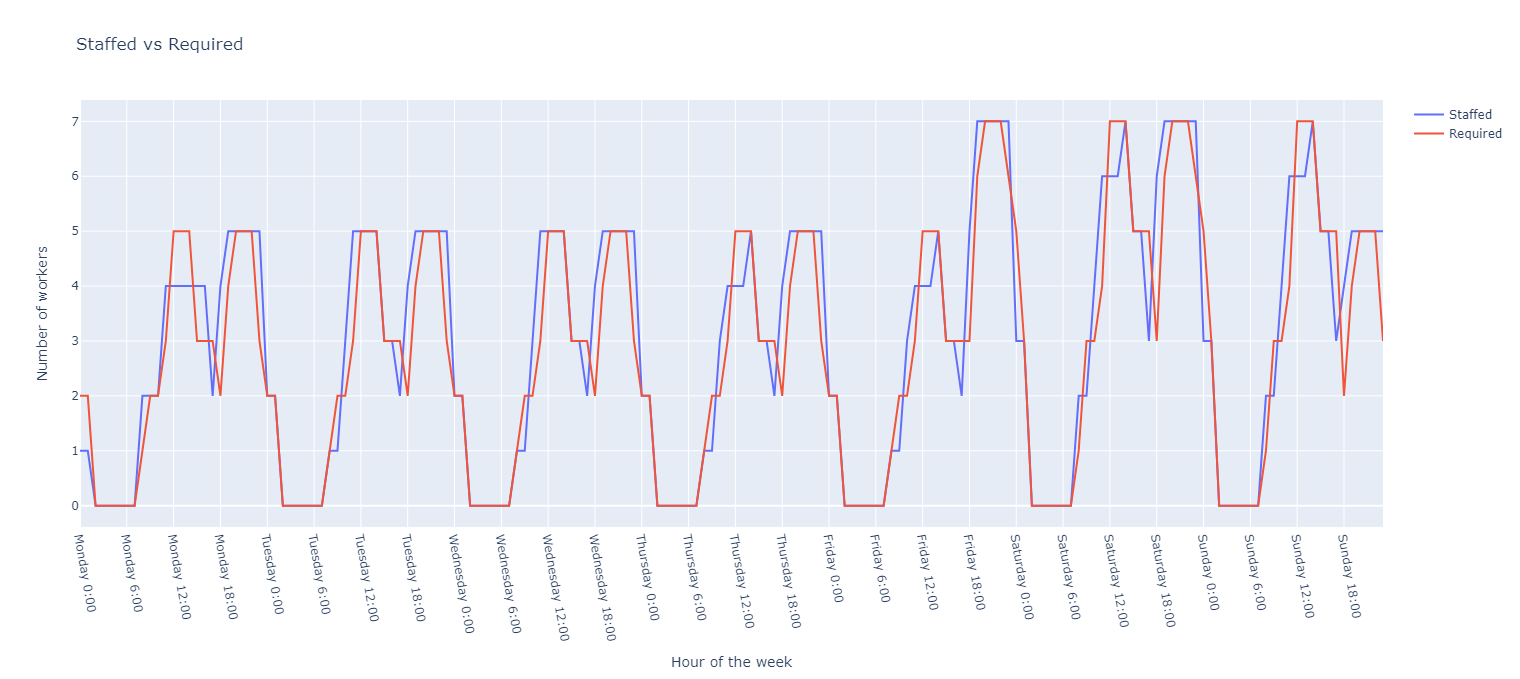 Staffed vs Required
Staffed
Required
Number of workers
7
6
5
4
3
2
1
0
Monday 0:00
Monday 6:00
Monday 12:00
Monday 18:00
Tuesday 0:00
Tuesday 6:00
Tuesday 12:00
Tuesday 18:00
Wednesday 0:00
Wednesday 6:00
Wednesday 12:00
Wednesday 18:00
Thursday 0:00
Thursday 6:00
Thursday 12:00
Thursday 18:00
Friday 0:00
Friday 6:00
Friday 12:00
Friday 18:00
Saturday 0:00
Saturday 6:00
Saturday 12:00
Saturday 18:00
Sunday 0:00
Sunday 6:00
Sunday 12:00
Sunday 18:00
Hour of the week